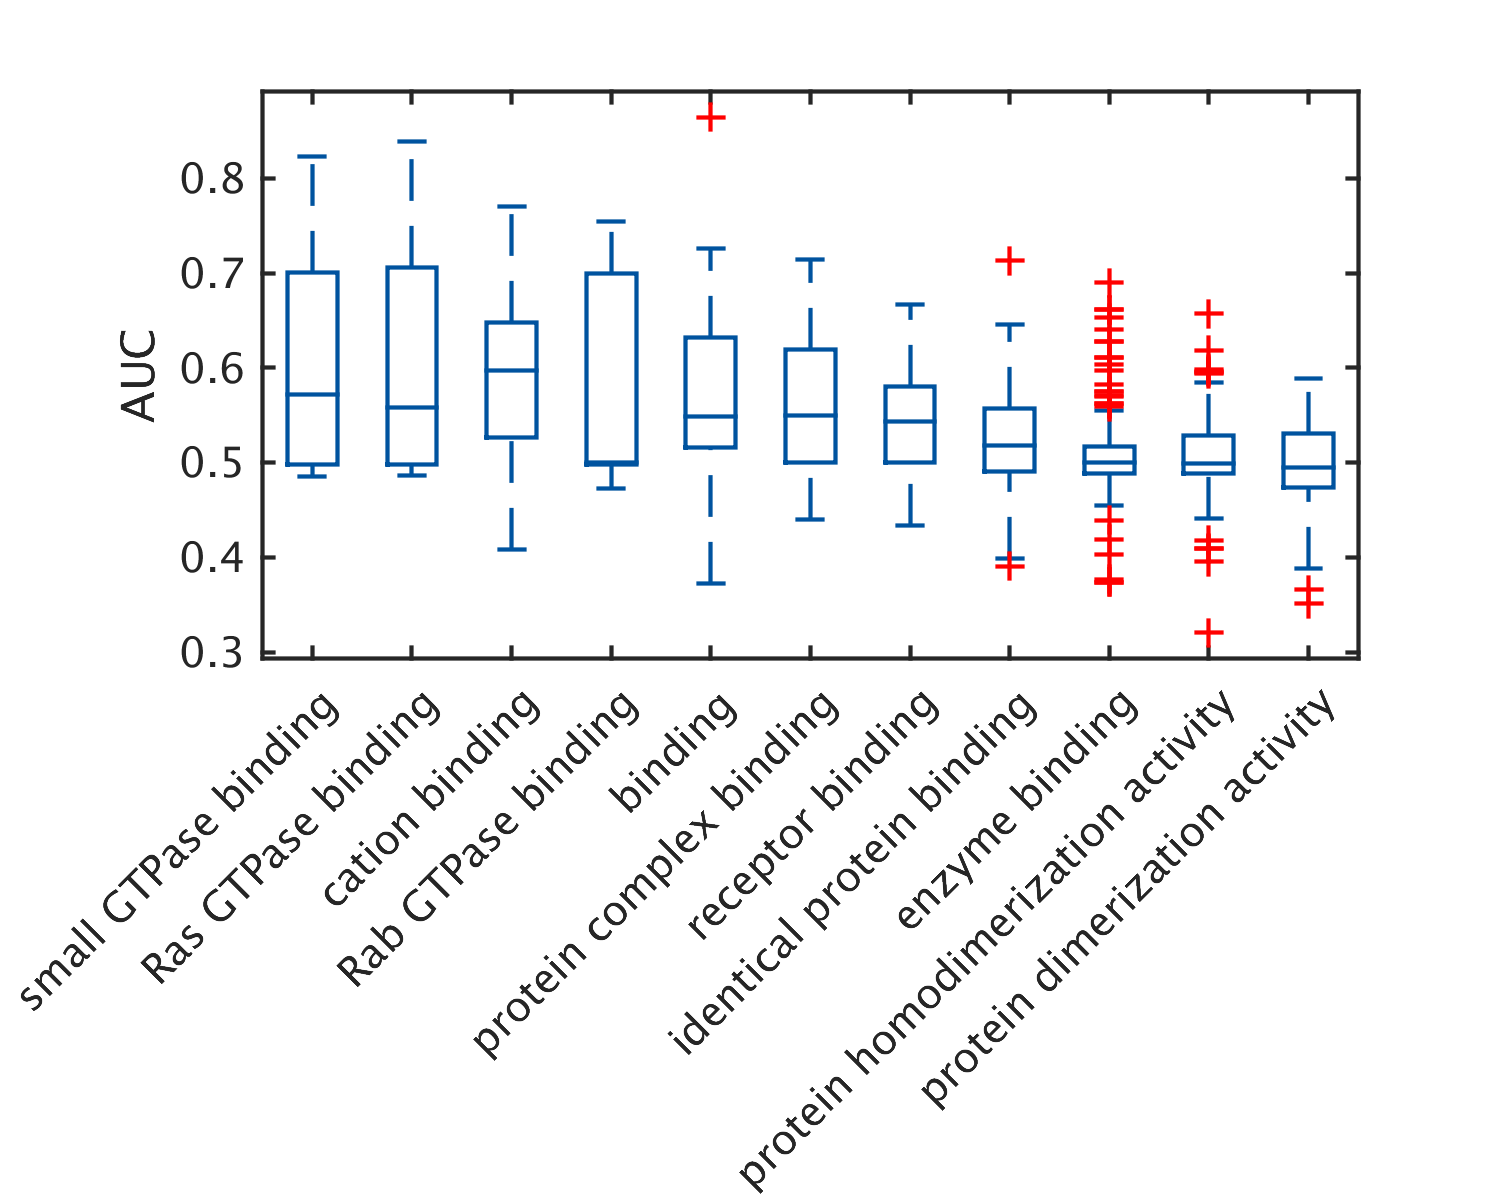 AUC
0.8
0.7
0.6
0.5
0.4
0.3
small GTPase binding
Ras GTPase binding
cation binding
Rab GTPase binding
binding
protein complex binding
receptor binding
identical protein binding
enzyme binding
protein homodimerization activity
protein dimerization activity